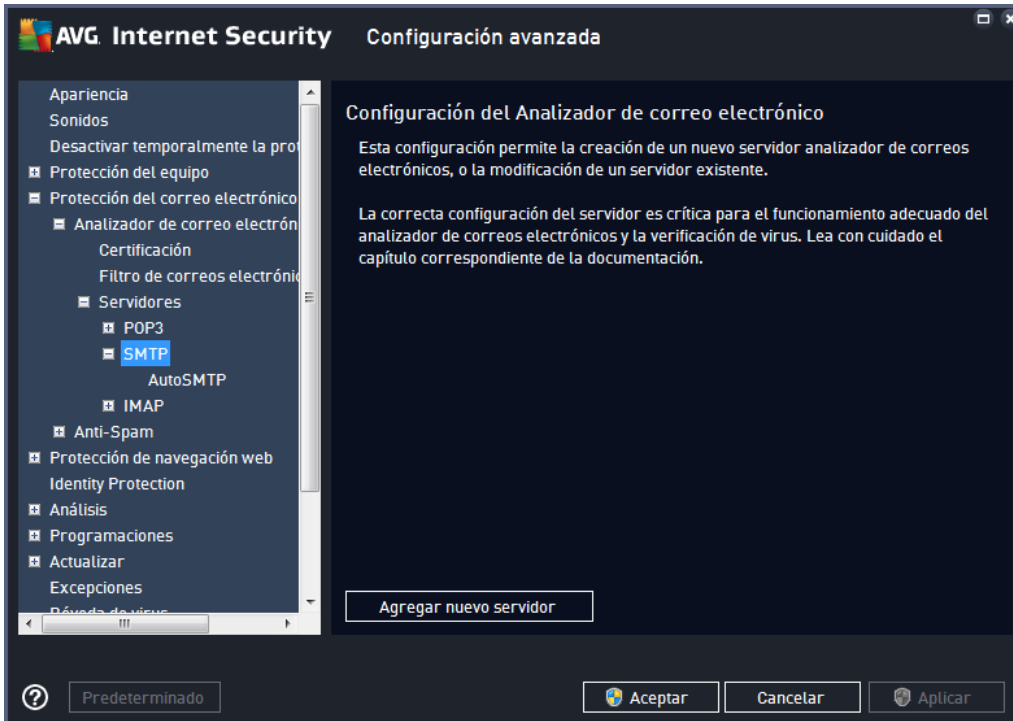 AVG Internet Security Configuración avanzada
Apariencia
Sonidos
Desactivar temporalmente la prot
Protección del equipo
Protección del correo electrónico
Analizador de correo electrón
Certificación
Filtro de correos electrónic
Servidores
POP3
SMTP
AutoSMTP
IMAP
Anti-Spam
Protección de navegación web
Identity Protection
Análisis
Programaciones
Actualizar
Excepciones
Bóveda de virus
Configuración del Analizador de correo electrónico
Esta configuración permite la creación de un nuevo servidor analizador de correos
electrónicos, o la modificación de un servidor existente.
La correcta configuración del servidor es crítica para el funcionamiento adecuado del
analizador de correos electrónicos y la verificación de virus. Lea con cuidado el
capítulo correspondiente de la documentación.
Agregar nuevo servidor
Predeterminado
Aceptar
Cancelar
Aplicar